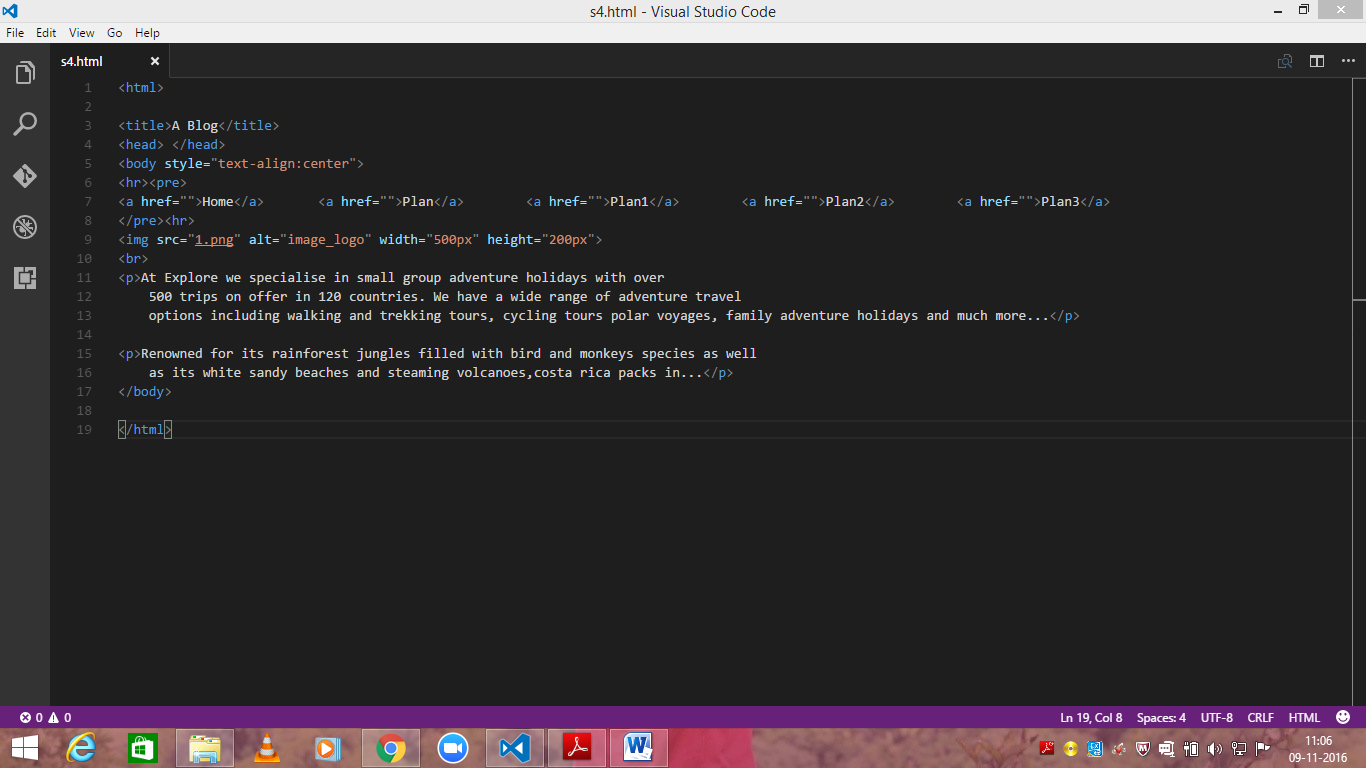 s4.html - Visual Studio Code
File Edit View Go Help
s4.html
1 <html>
2
3 <title>A Blog</title>
4 <head> </head>
5 <body style="text-align:center">
6 <hr><pre>
7 <a href="">Home</a>       <a href="">Plan</a>        <a href="">Plan1</a>        <a href="">Plan2</a>        <a href="">Plan3</a>
8 </pre><hr>
9 <img src="1.png" alt="image_logo" width="500px" height="200px">
10 <br>
11 <p>At Explore we specialise in small group adventure holidays with over
12     500 trips on offer in 120 countries. We have a wide range of adventure travel
13     options including walking and trekking tours, cycling tours polar voyages, family adventure holidays and much more...</p>
14
15 <p>Renowned for its rainforest jungles filled with bird and monkeys species as well
16     as its white sandy beaches and steaming volcanoes,costa rica packs in...</p>
17 </body>
18
19 </html>
0 0 Ln 19, Col 8 Spaces: 4 UTF-8 CRLF HTML
11:06
09-11-2016